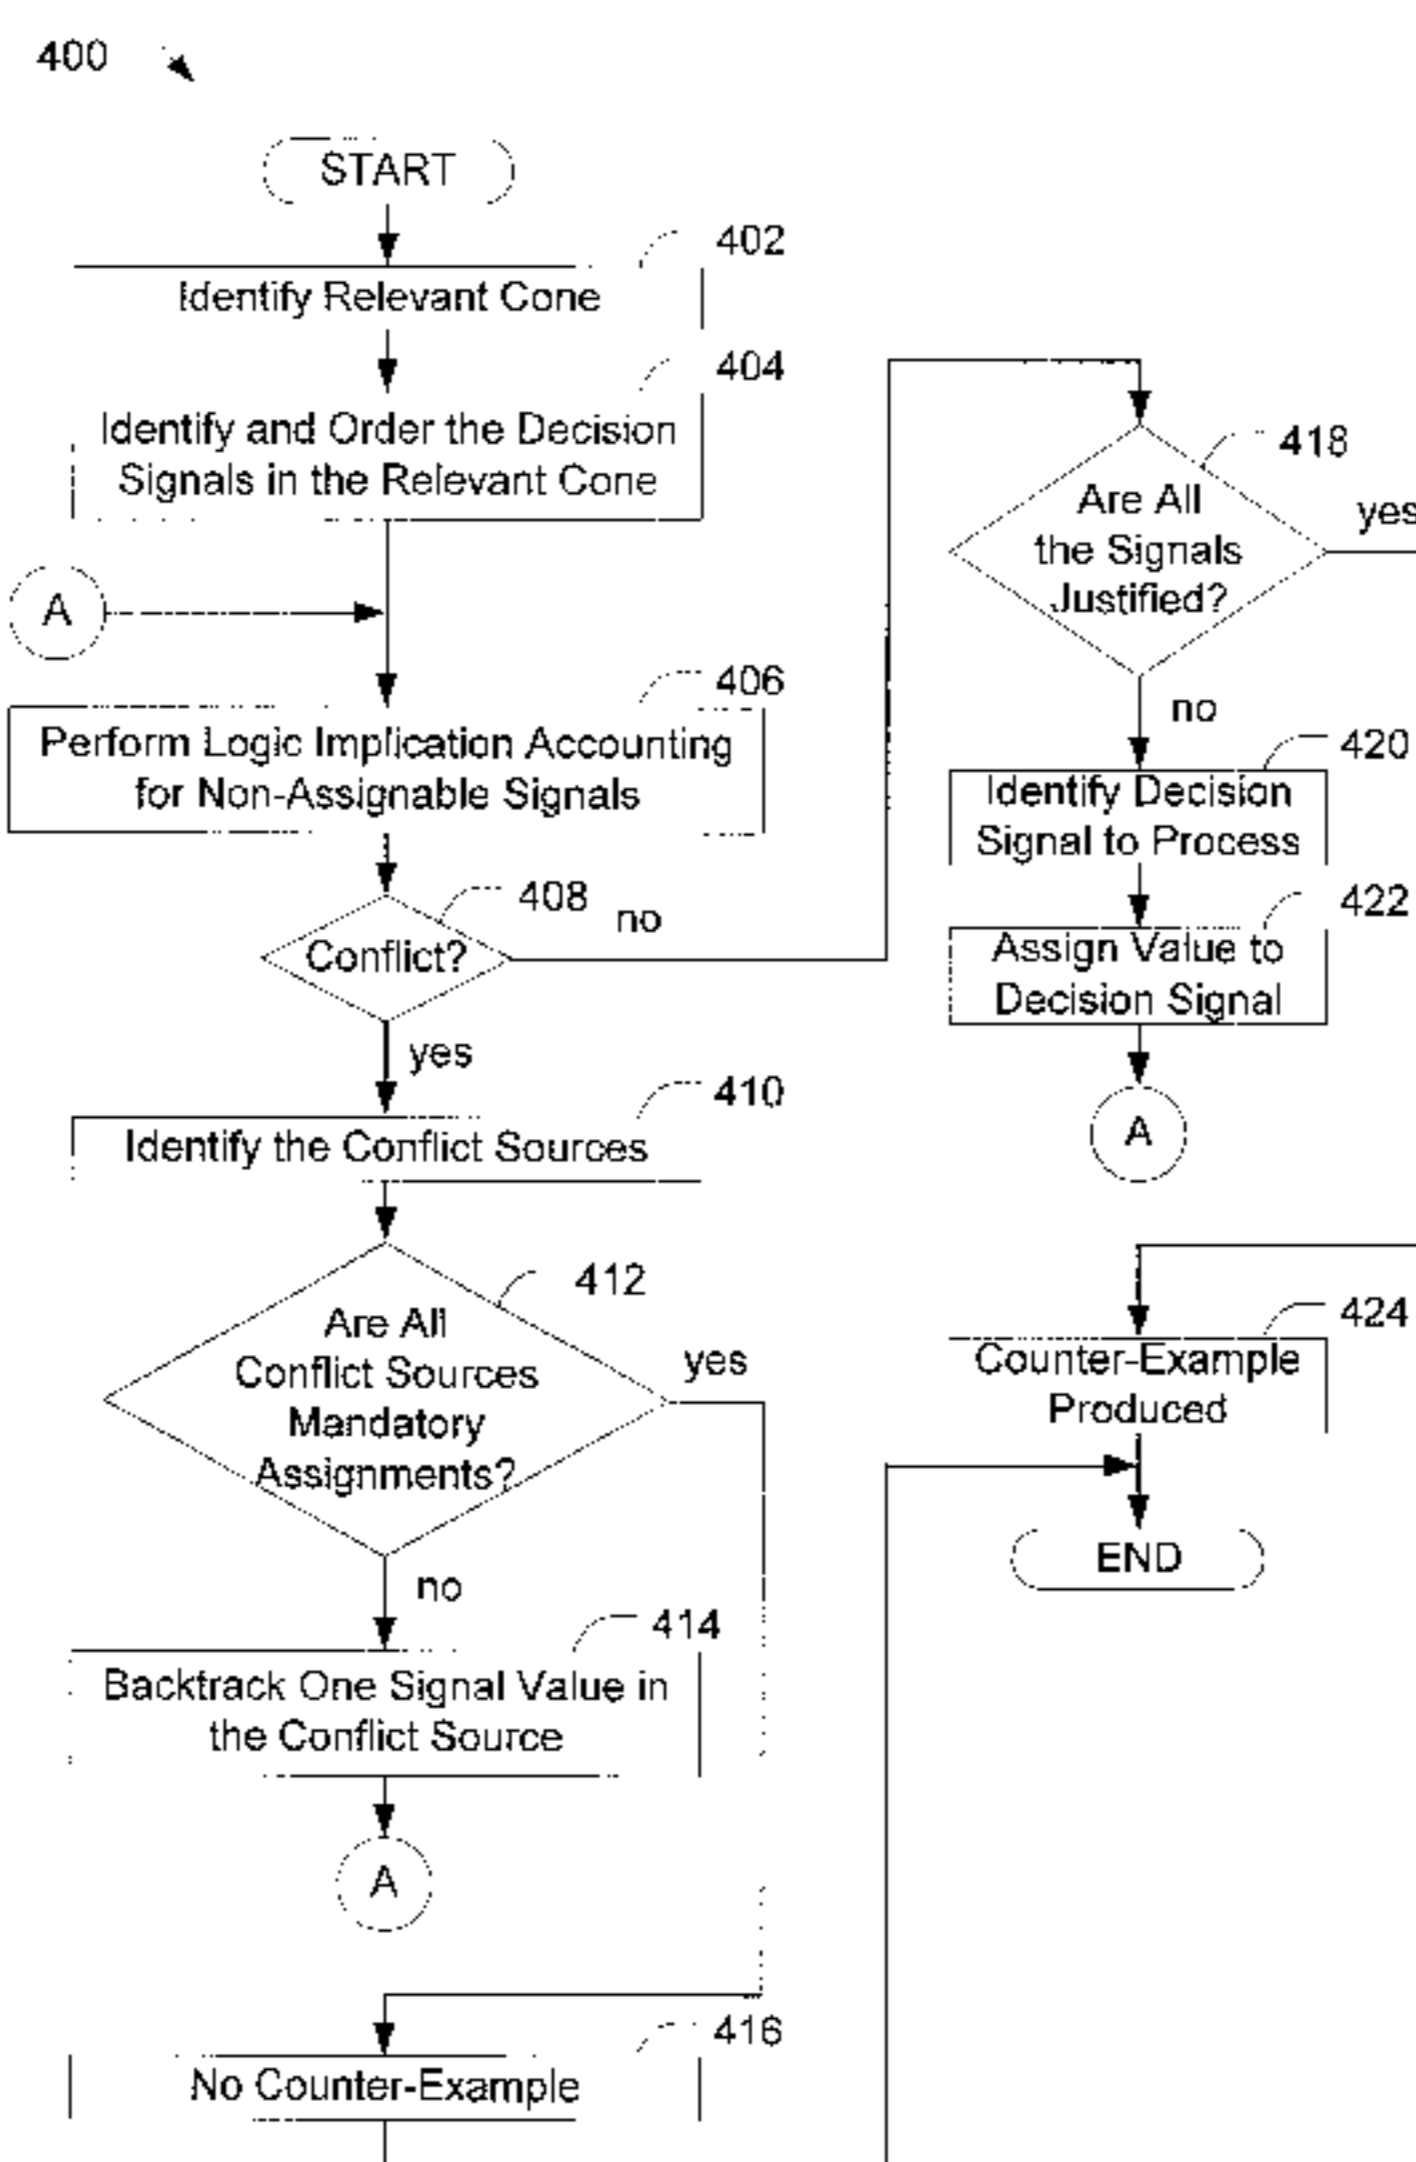 400
START
402
Identify Relevant Cone
404
Identify and Order the Decision
Signals in the Relevant Cone
A
406
Perform Logic Implication Accounting
for Non-Assignable Signals
408
no
Conflict?
yes
410
Identify the Conflict Sources
412
Are All
Conflict Sources
Mandatory
Assignments?
yes
no
414
Backtrack One Signal Value in
the Conflict Source
A
416
No Counter-Example
418
Are All
the Signals
Justified?
yes
no
420
Identify Decision
Signal to Process
422
Assign Value to
Decision Signal
A
424
Counter-Example
Produced
END